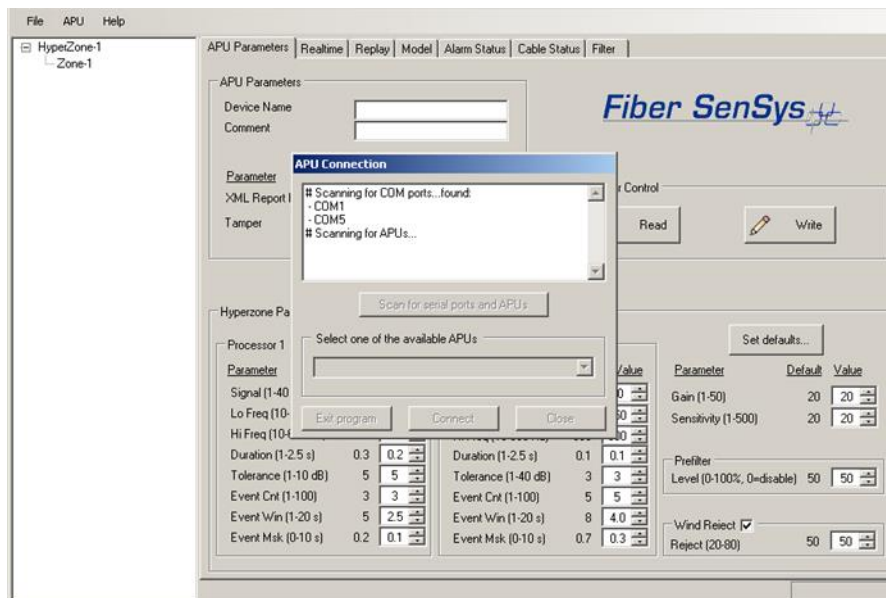 File APU Help
HyperZone-1
Zone-1
APU Parameters Realtime Replay Model Alarm Status Cable Status Filter
APU Parameters
Device Name
Comment
Fiber SenSys
Parameter
XML Report
Tamper
r Control
Read Write
APU Connection
# Scanning for COM ports...found:
- COM1
- COM5
# Scanning for APUs...
Scan for serial ports and APUs
Select one of the available APUs
Exit program Connect Close
Hyperzone Pa
Set defaults...
Processor 1
Parameter
Value
Parameter Default Value
Signal (1-40
Gain (1-50) 20 20
Lo Freq (10-
Sensitivity (1-500) 20 20
Hi Freq (10-
Duration (1-2.5 s) 0.3 0.2 Duration (1-2.5 s) 0.1 0.1
Prefilter
Tolerance (1-10 dB) 5 5 Tolerance (1-40 dB) 3 3
Level (0-100%, 0=disable) 50 50
Event Cnt (1-100) 3 3 Event Cnt (1-100) 5 5
Event Win (1-20 s) 5 2.5 Event Win (1-20 s) 8 4.0
Wind Reject
Event Msk (0-10 s) 0.2 0.1 Event Msk (0-10 s) 0.7 0.3
Reject (20-80) 50 50